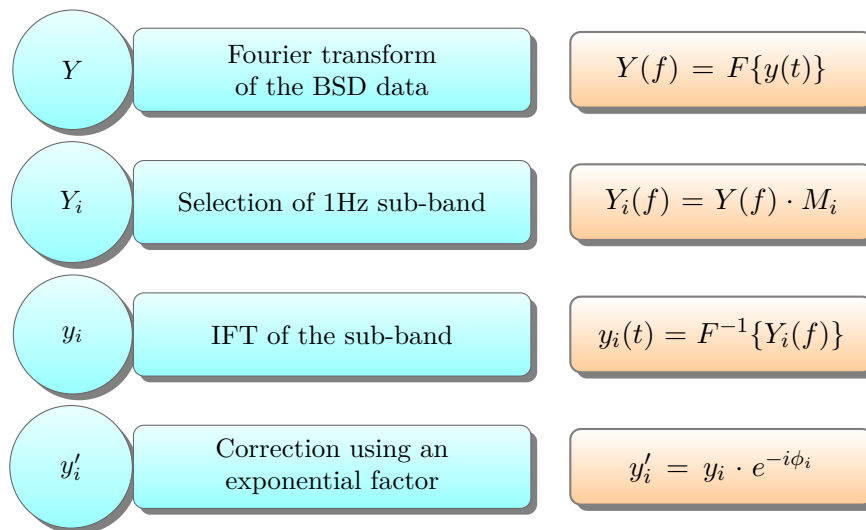 Y
Fourier transform
of the BSD data
Y(f) = F{y(t)}
Y_i
Selection of 1Hz sub-band
Y_i(f) = Y(f) · M_i
y_i
IFT of the sub-band
y_i(t) = F^{-1}{Y_i(f)}
y'_i
Correction using an
exponential factor
y'_i = y_i · e^{-iϕ_i}